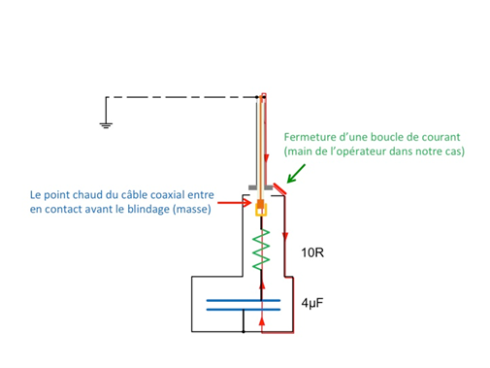 Fermeture d’une boucle de courant
(main de l’opérateur dans notre cas)
Le point chaud du câble coaxial entre
en contact avant le blindage (masse)
10R
4µF